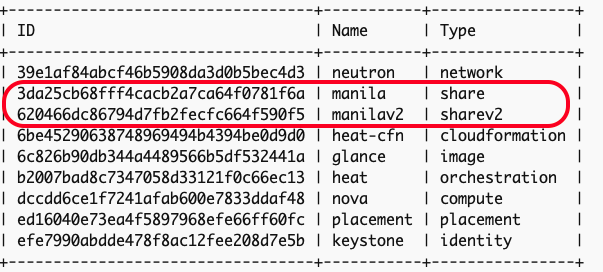 +----------------------------------+-----------+----------------+
| ID                               | Name      | Type           |
+----------------------------------+-----------+----------------+
| 39e1af84abcf46b5908da3d0b5bec4d3 | neutron   | network        |
| 3da25cb68fff4cacb2a7ca64f0781f6a | manila    | share          |
| 620466dc86794d7fb2fecfc664f590f5 | manilav2  | sharev2        |
| 6be45290638748969494b4394be0d9d0 | heat-cfn  | cloudformation |
| 6c826b90db344a4489566b5df532441a | glance    | image          |
| b2007bad8c7347058d33121f0c66ec13 | heat      | orchestration  |
| dccdd6ce1f7241afab600e7833ddaf48 | nova      | compute        |
| ed16040e73ea4f5897968efe66ff60fc | placement | placement      |
| efe7990abdde478f8ac12fee208d7e5b | keystone  | identity       |
+----------------------------------+-----------+----------------+